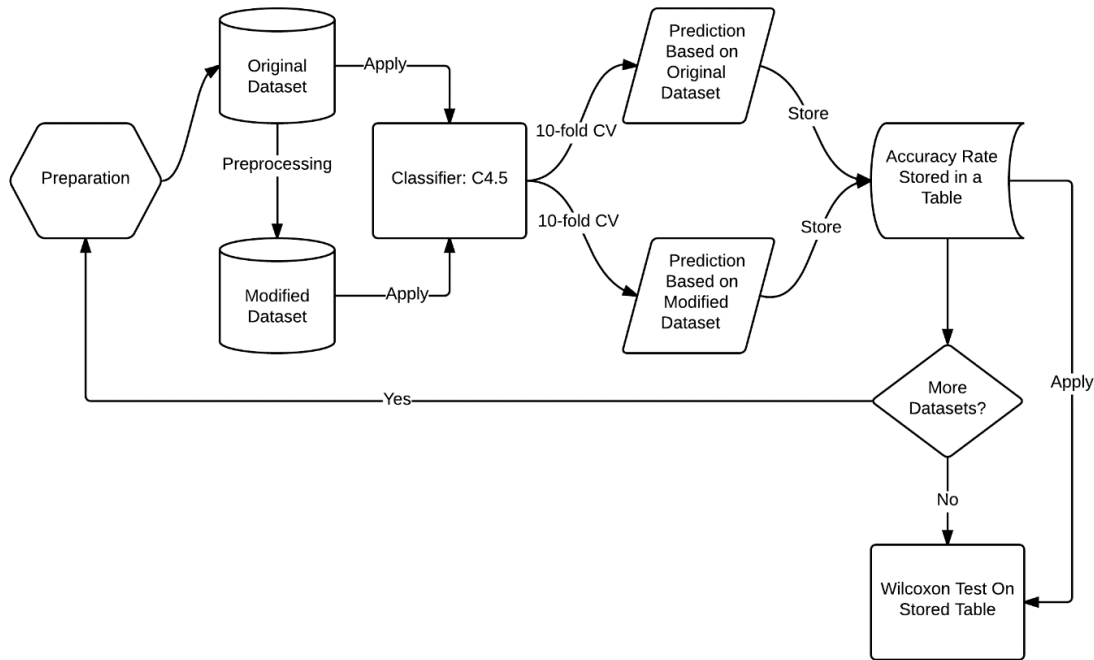 Preparation
Original
Dataset
Apply
Preprocessing
Modified
Dataset
Apply
Classifier: C4.5
10-fold CV
10-fold CV
Prediction
Based on
Original
Dataset
Prediction
Based on
Modified
Dataset
Store
Store
Accuracy Rate
Stored in a
Table
More
Datasets?
Yes
No
Apply
Wilcoxon Test On
Stored Table